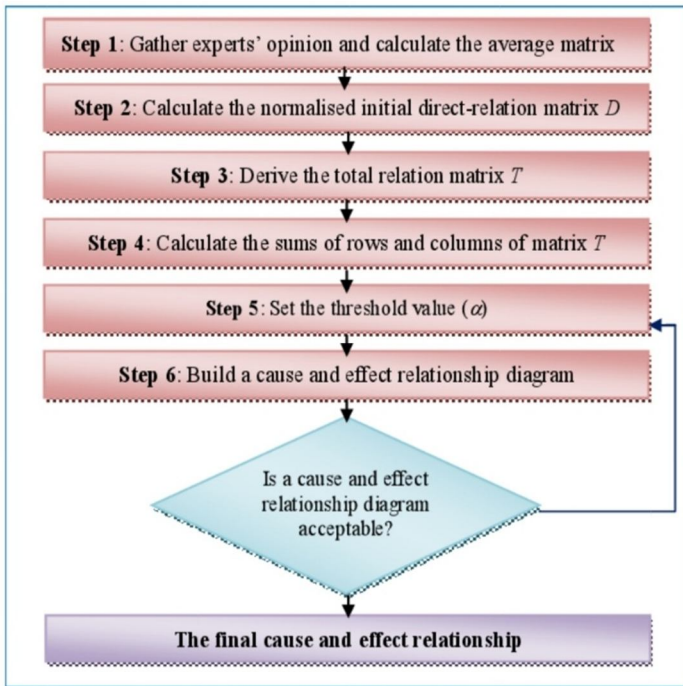 Step 1: Gather experts’ opinion and calculate the average matrix
Step 2: Calculate the normalised initial direct-relation matrix D
Step 3: Derive the total relation matrix T
Step 4: Calculate the sums of rows and columns of matrix T
Step 5: Set the threshold value (α)
Step 6: Build a cause and effect relationship diagram
Is a cause and effect
relationship diagram
acceptable?
The final cause and effect relationship